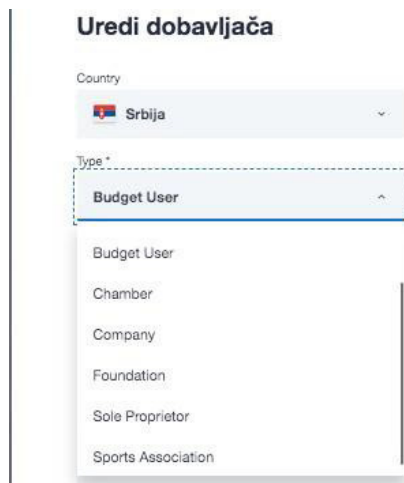 Uredi dobavljača
Country
Srbija
Type *
Budget User
Budget User
Chamber
Company
Foundation
Sole Proprietor
Sports Association